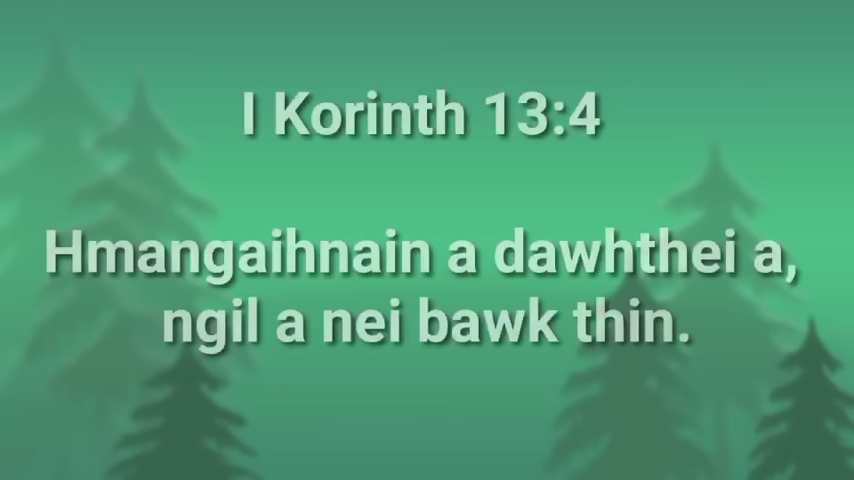 I Korinth 13:4
Hmangaihnain a dawhthei a,
ngil a nei bawk thin.